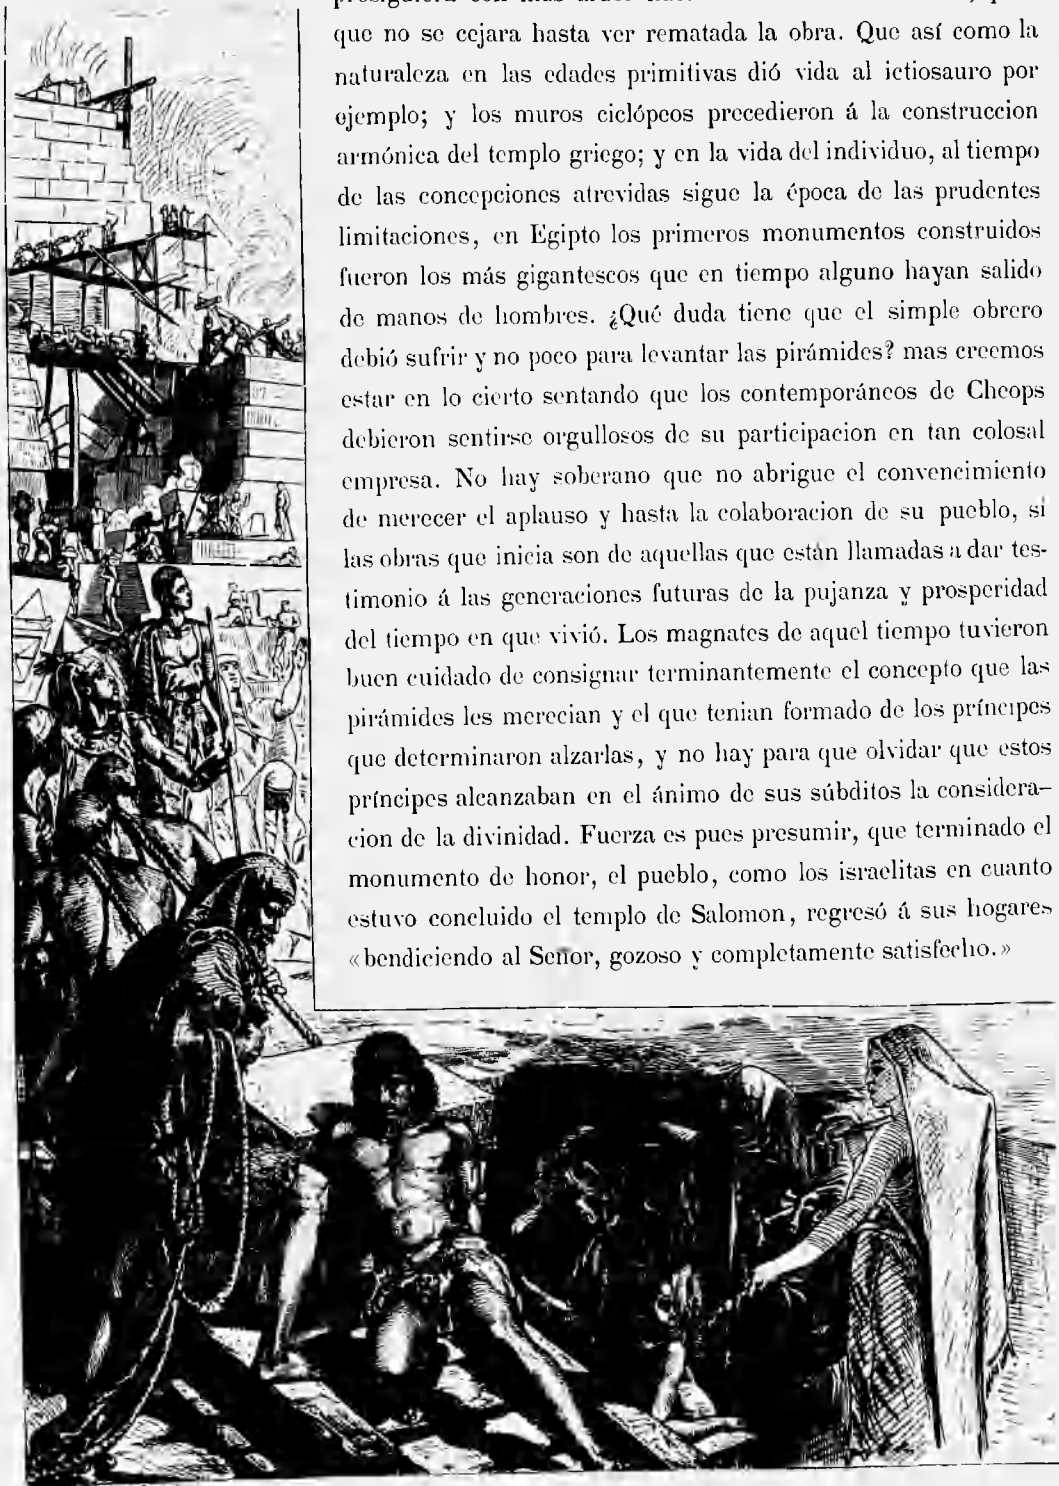 que no se cejara hasta ver rematada la obra. Que así como la
naturaleza en las edades primitivas dió vida al ictiosauro por
ejemplo; y los muros ciclópeos precedieron á la construccion
armónica del templo griego; y en la vida del individuo, al tiempo
de las concepciones atrevidas sigue la época de las prudentes
limitaciones, en Egipto los primeros monumentos construidos
fueron los más gigantescos que en tiempo alguno hayan salido
de manos de hombres. ¿Qué duda tiene que el simple obrero
debió sufrir y no poco para levantar las pirámides? mas creemos
estar en lo cierto sentando que los contemporáneos de Cheops
debieron sentirse orgullosos de su participacion en tan colosal
empresa. No hay soberano que no abrigue el convencimiento
de merecer el aplauso y hasta la colaboracion de su pueblo, si
las obras que inicia son de aquellas que están llamadas a dar tes-
timonio á las generaciones futuras de la pujanza y prosperidad
del tiempo en que vivió. Los magnates de aquel tiempo tuvieron
buen cuidado de consignar terminantemente el concepto que las
pirámides les merecian y el que tenian formado de los príncipes
que determinaron alzarlas, y no hay para que olvidar que estos
príncipes alcanzaban en el ánimo de sus súbditos la considera-
cion de la divinidad. Fuerza es pues presumir, que terminado el
monumento de honor, el pueblo, como los israelitas en cuanto
estuvo concluido el templo de Salomon, regresó á sus hogares
«bendiciendo al Señor, gozoso y completamente satisfecho.»